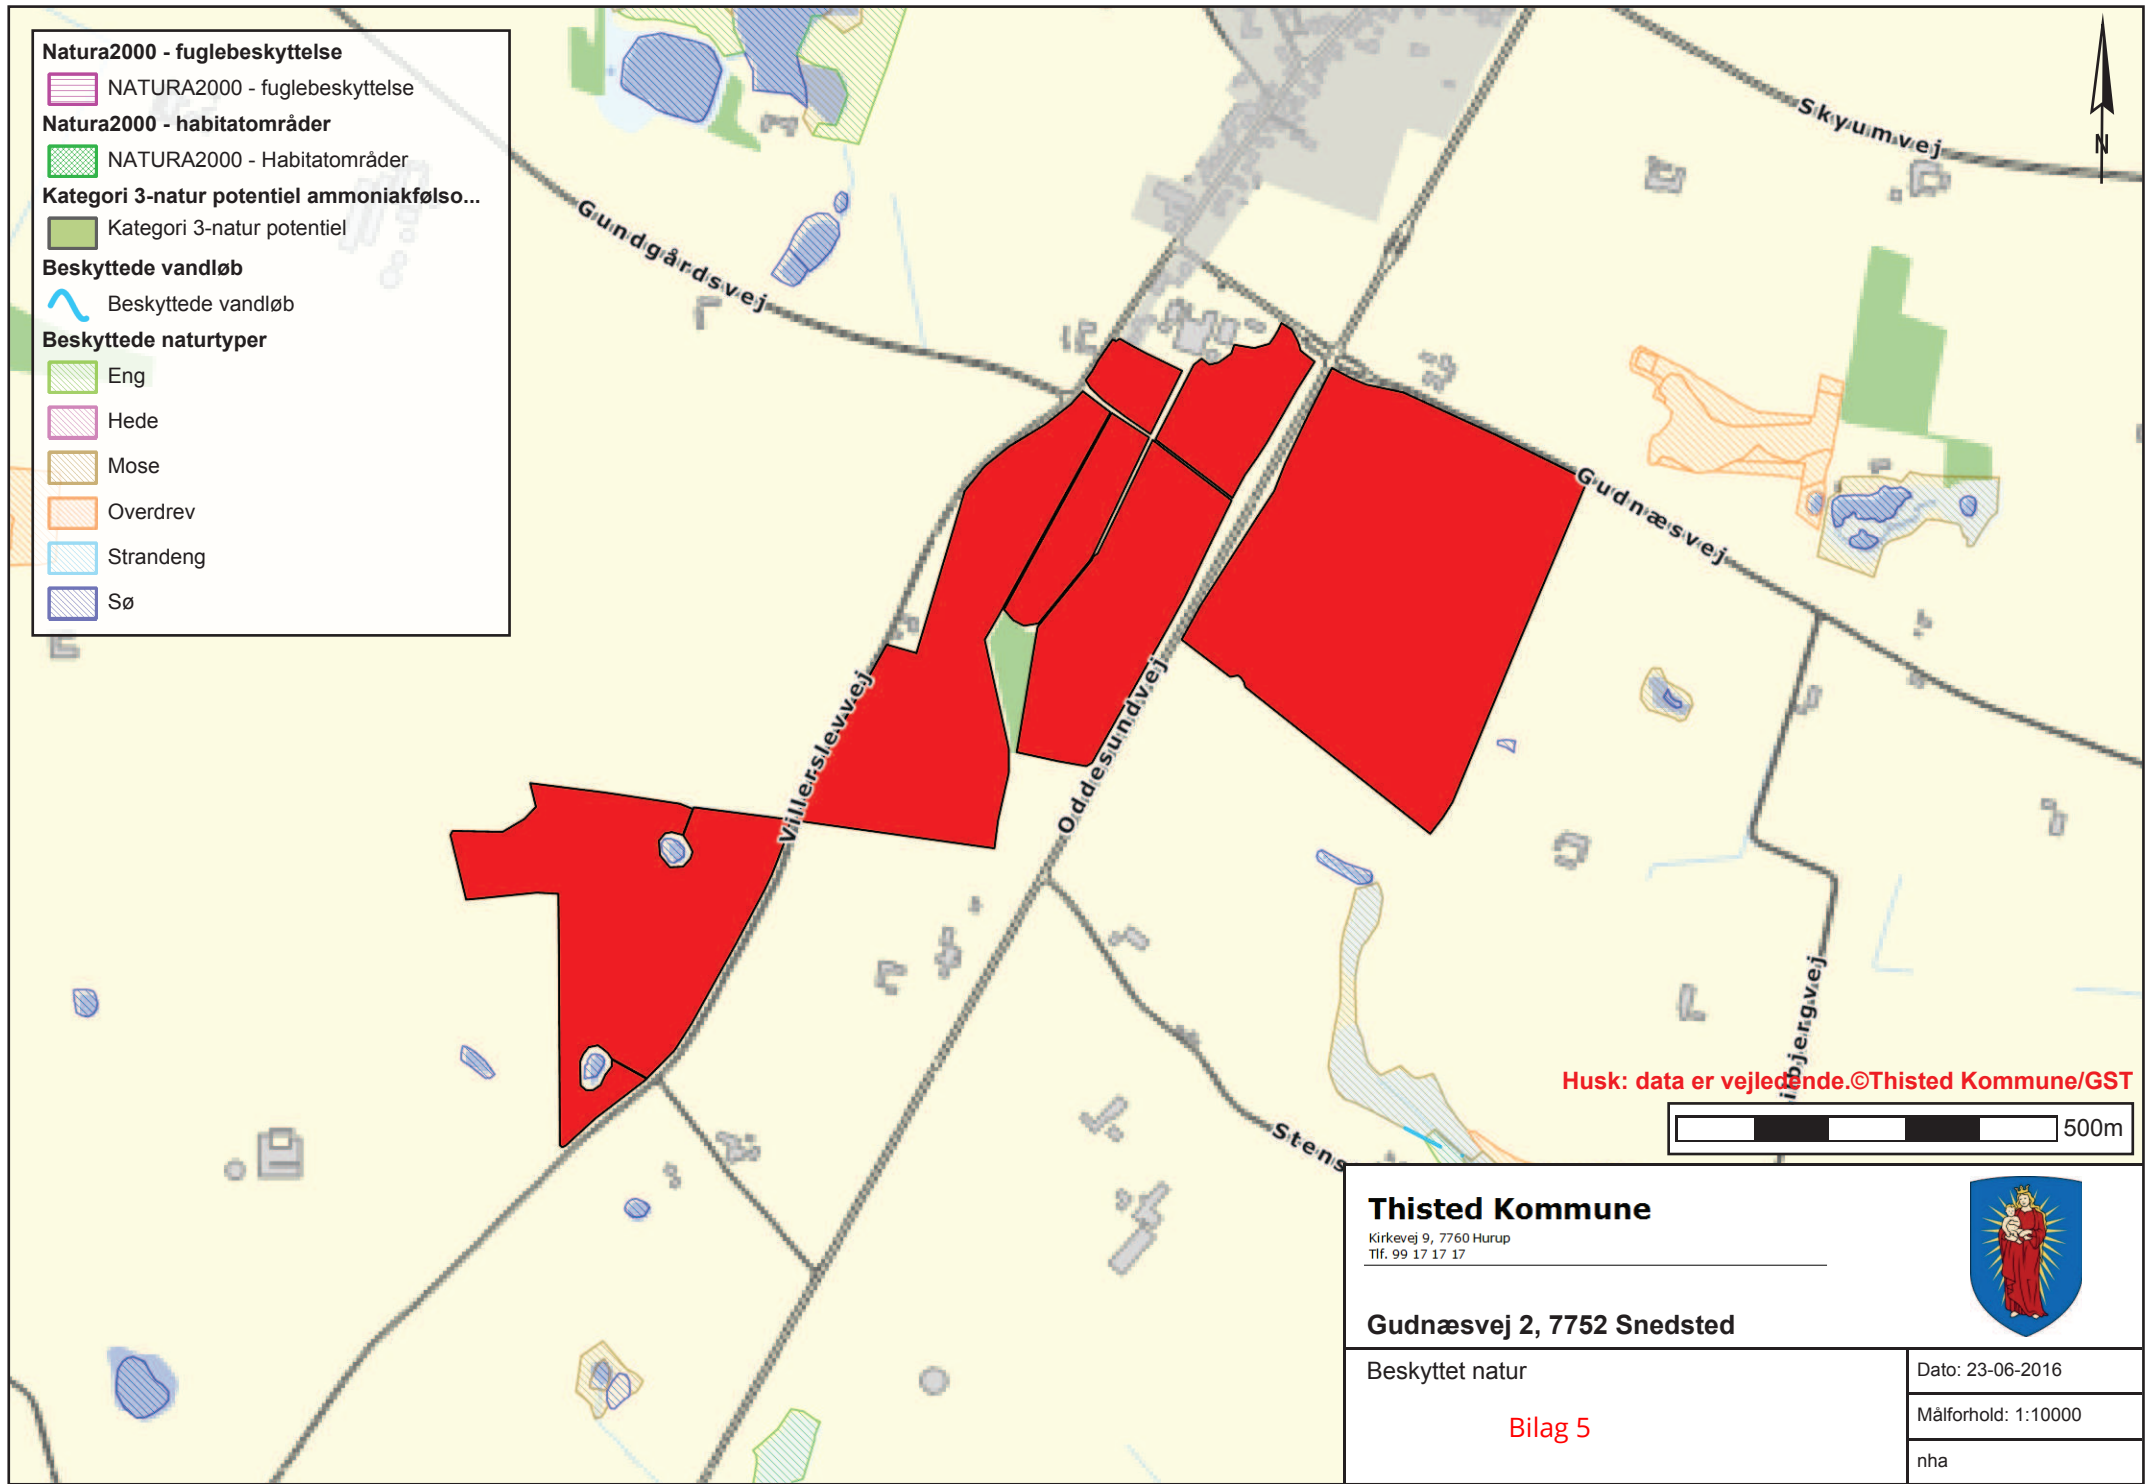 Natura2000 - fuglebeskyttelse
NATURA2000 - fuglebeskyttelse
Natura2000 - habitatområder
NATURA2000 - Habitatområder
Kategori 3-natur potentiel ammoniakfølso...
Kategori 3-natur potentiel
Beskyttede vandløb
Beskyttede vandløb
Beskyttede naturtyper
Eng
Hede
Mose
Overdrev
Strandeng
Sø
Skyumvej
N
Gundgårdsvej
Gudnæsvej
Villerslevvej
Oddesundvej
ilbjergvej
Stens
Husk: data er vejledende.©Thisted Kommune/GST
500m
Thisted Kommune
Kirkevej 9, 7760 Hurup
Tlf. 99 17 17 17
Gudnæsvej 2, 7752 Snedsted
Beskyttet natur
Bilag 5
Dato: 23-06-2016
Målforhold: 1:10000
nha